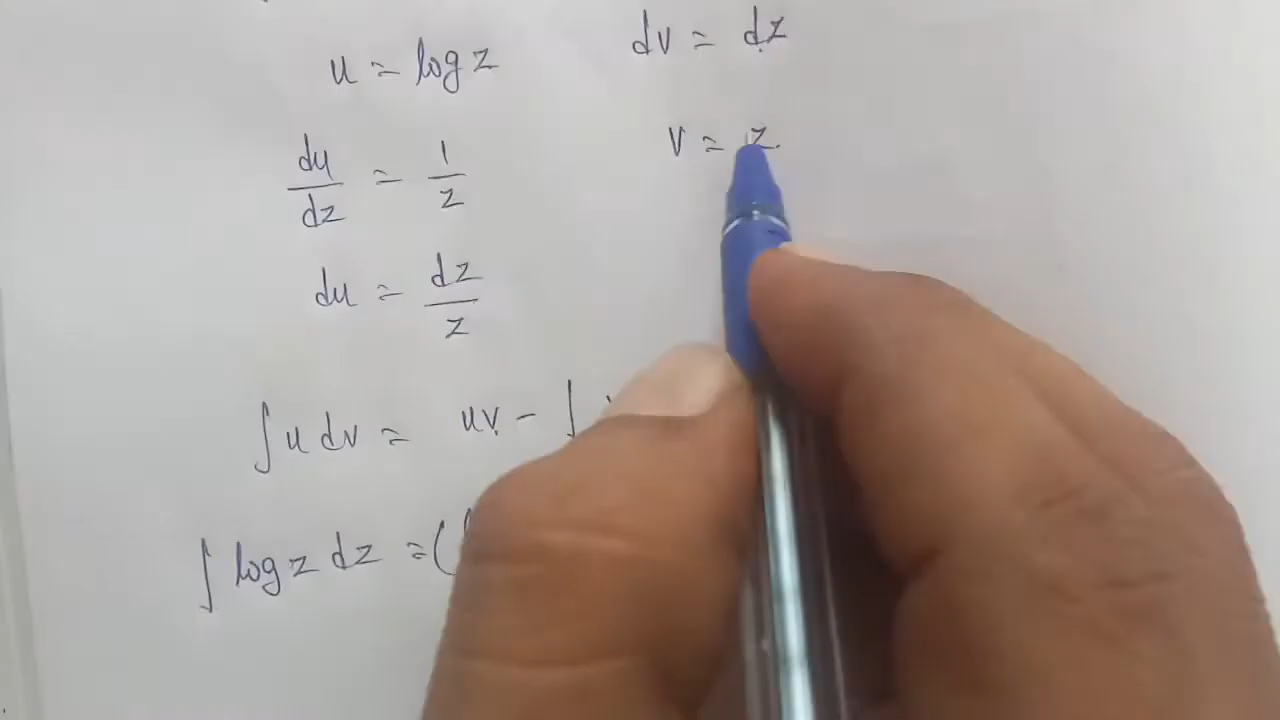 u = log z
dv = dz
du/dz = 1/z
v = z
du = dz/z
∫ u dv = uv - ∫
∫ log z dz = (